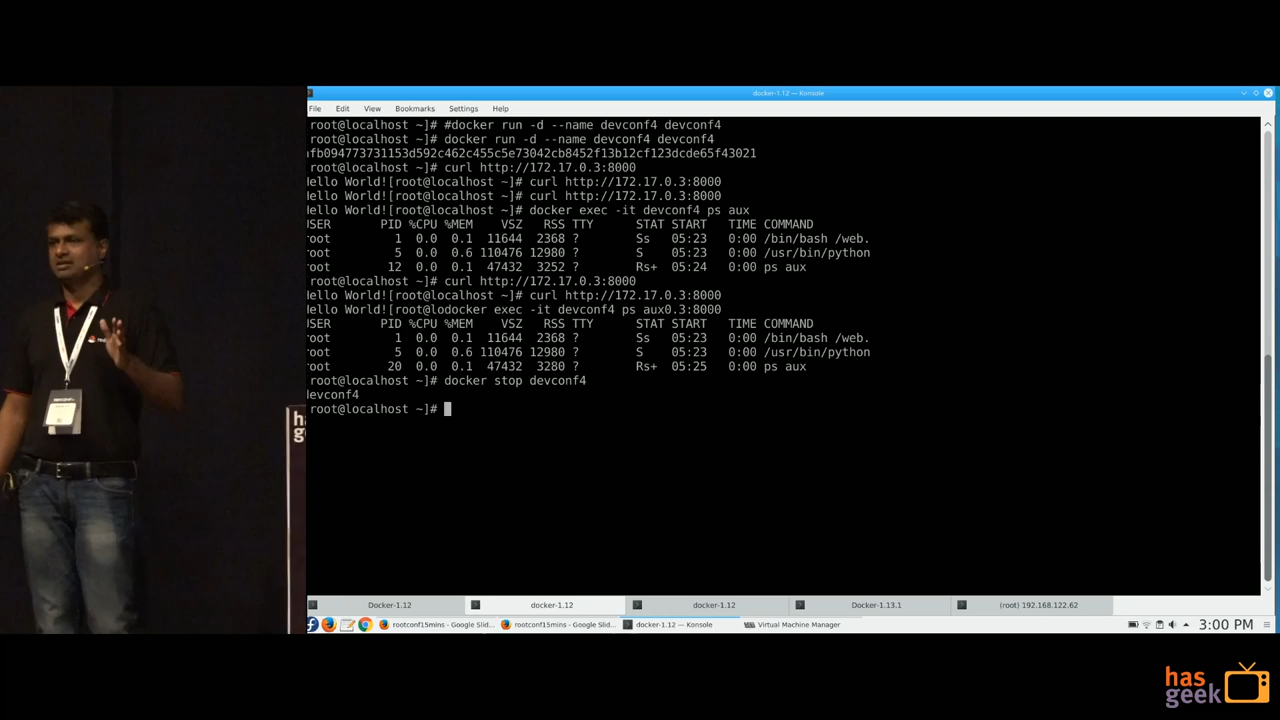 docker-1.12 — Konsole
File Edit View Bookmarks Settings Help
root@localhost ~]# #docker run -d --name devconf4 devconf4
root@localhost ~]# docker run -d --name devconf4 devconf4
fb094773731153d592c462c455c5e73042cb8452f13b12cf123dcde65f43021
root@localhost ~]# curl http://172.17.0.3:8000
Hello World![root@localhost ~]# curl http://172.17.0.3:8000
Hello World![root@localhost ~]# curl http://172.17.0.3:8000
Hello World![root@localhost ~]# docker exec -it devconf4 ps aux
USER PID %CPU %MEM VSZ RSS TTY STAT START TIME COMMAND
root 1 0.0 0.1 11644 2368 ? Ss 05:23 0:00 /bin/bash /web.
root 5 0.0 0.6 110476 12980 ? S 05:23 0:00 /usr/bin/python
root 12 0.0 0.1 47432 3252 ? Rs+ 05:24 0:00 ps aux
root@localhost ~]# curl http://172.17.0.3:8000
Hello World![root@localhost ~]# curl http://172.17.0.3:8000
Hello World![root@lodocker exec -it devconf4 ps aux0.3:8000
USER PID %CPU %MEM VSZ RSS TTY STAT START TIME COMMAND
root 1 0.0 0.1 11644 2368 ? Ss 05:23 0:00 /bin/bash /web.
root 5 0.0 0.6 110476 12980 ? S 05:23 0:00 /usr/bin/python
root 20 0.0 0.1 47432 3280 ? Rs+ 05:25 0:00 ps aux
root@localhost ~]# docker stop devconf4
devconf4
root@localhost ~]#
has
g
Docker-1.12 docker-1.12 docker-1.12 Docker-1.13.1 (root) 192.168.122.62
rootconf15mins - Google Slid... rootconf15mins - Google Slid... docker-1.12 — Konsole Virtual Machine Manager 3:00 PM
has
geek